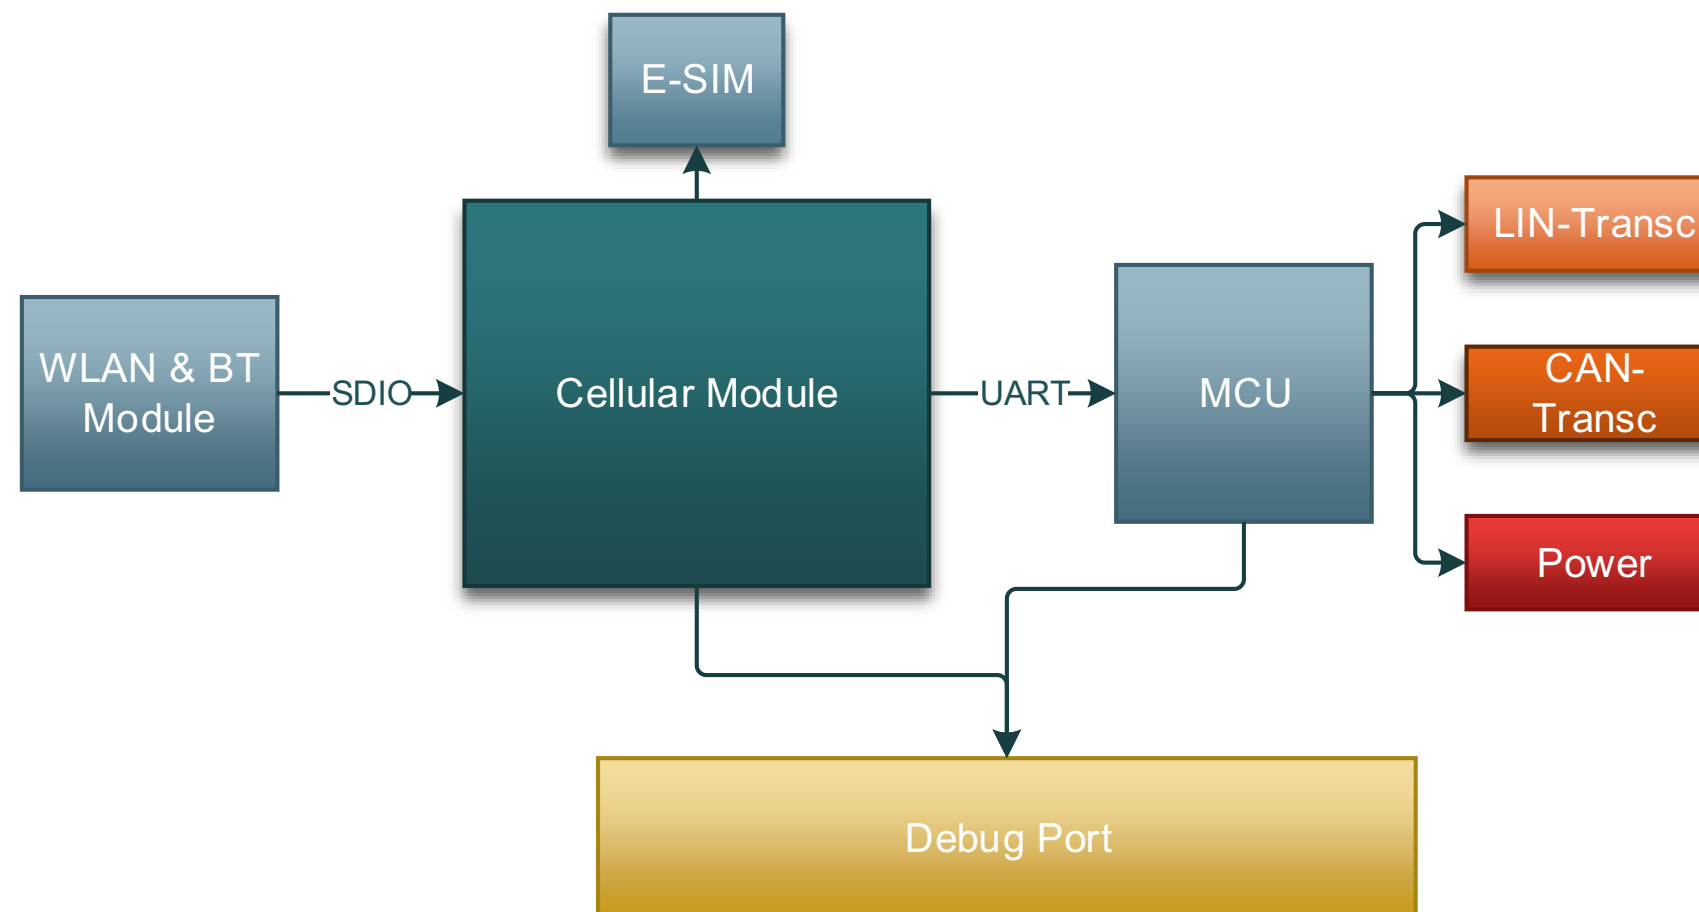 E-SIM
LIN-Transc
WLAN & BT
Module
SDIO
Cellular Module
UART
MCU
CAN-
Transc
Power
Debug Port